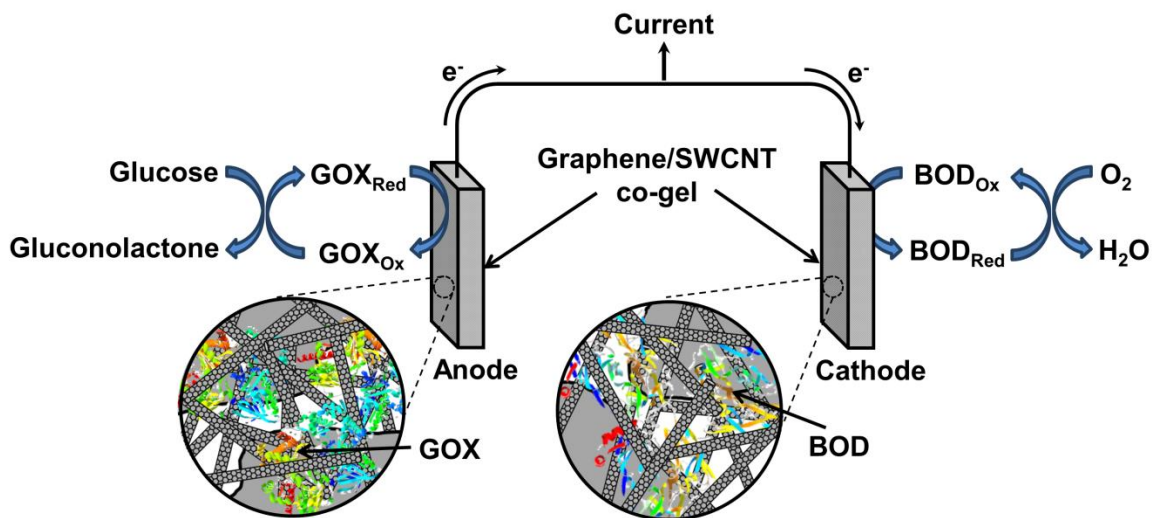 Current
e-
e-
Graphene/SWCNT
co-gel
Glucose
GOXRed
Gluconolactone
GOXOx
BODOx
O2
BODRed
H2O
Anode
Cathode
GOX
BOD